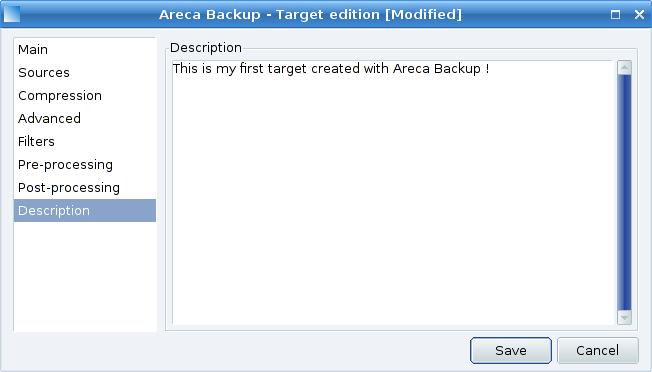 Areca Backup - Target edition [Modified]
Main
Sources
Compression
Advanced
Filters
Pre-processing
Post-processing
Description
Description
This is my first target created with Areca Backup !
Save
Cancel